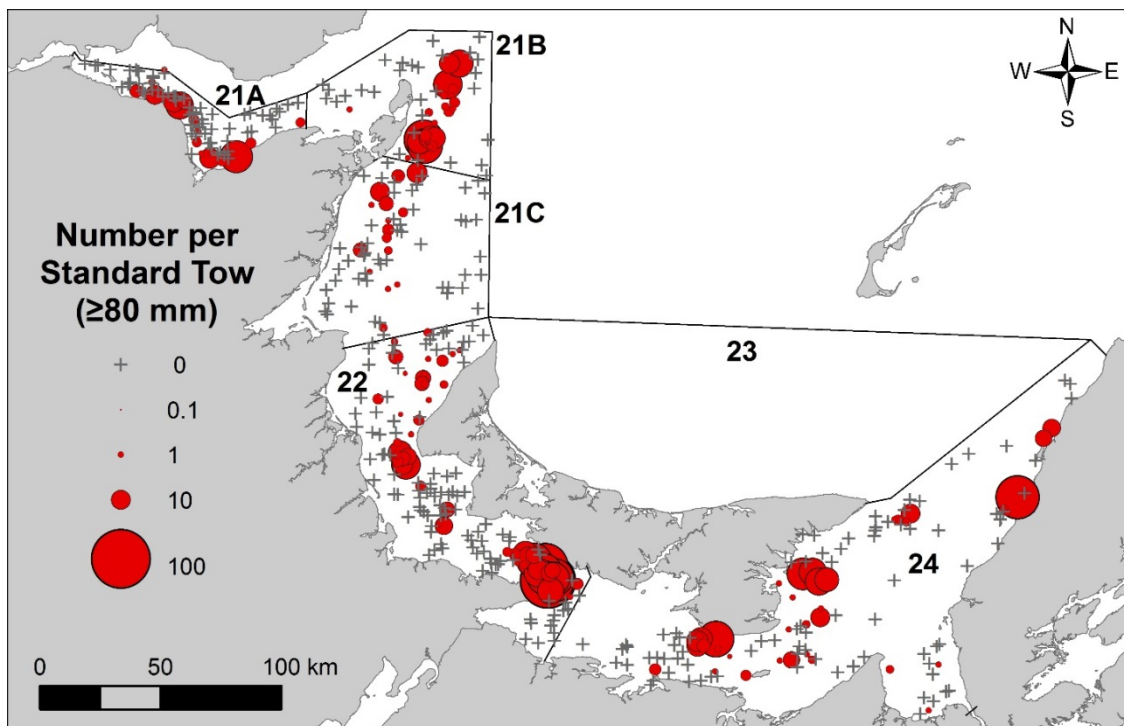 N
W E
S
21B
21A
21C
Number per
Standard Tow
(≥80 mm)
0
0.1
1
10
100
23
22
24
0 50 100 km